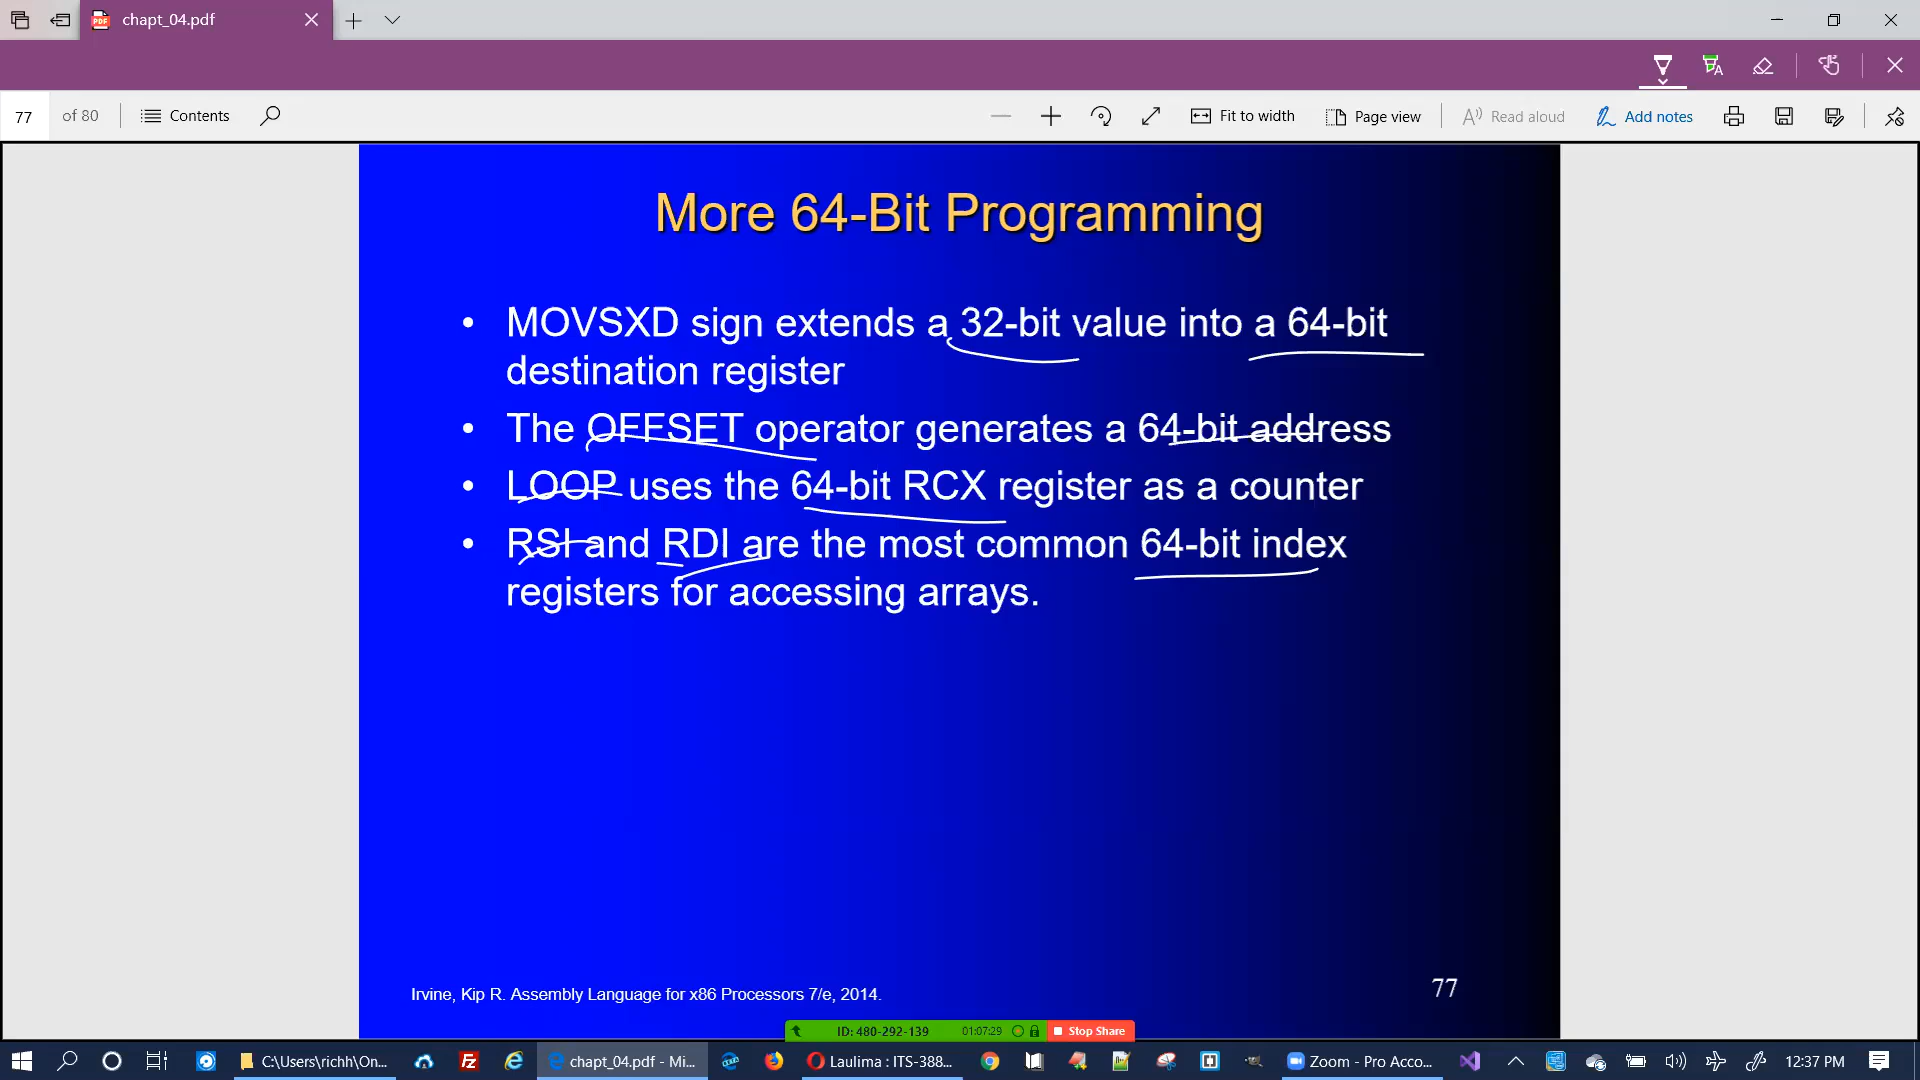 chapt_04.pdf
77 of 80 Contents Fit to width Page view Read aloud Add notes
More 64-Bit Programming
• MOVSXD sign extends a 32-bit value into a 64-bit
destination register
• The OFFSET operator generates a 64-bit address
• LOOP uses the 64-bit RCX register as a counter
• RSI and RDI are the most common 64-bit index
registers for accessing arrays.
Irvine, Kip R. Assembly Language for x86 Processors 7/e, 2014.
77
ID: 480-292-139 01:07:29 Stop Share
C:\Users\richh\On... chapt_04.pdf - Mi... Laulima : ITS-388... Zoom - Pro Acco... 12:37 PM